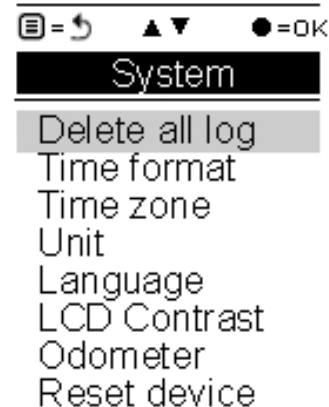 = ▲ ▼ ●=OK
System
Delete all log
Time format
Time zone
Unit
Language
LCD Contrast
Odometer
Reset device